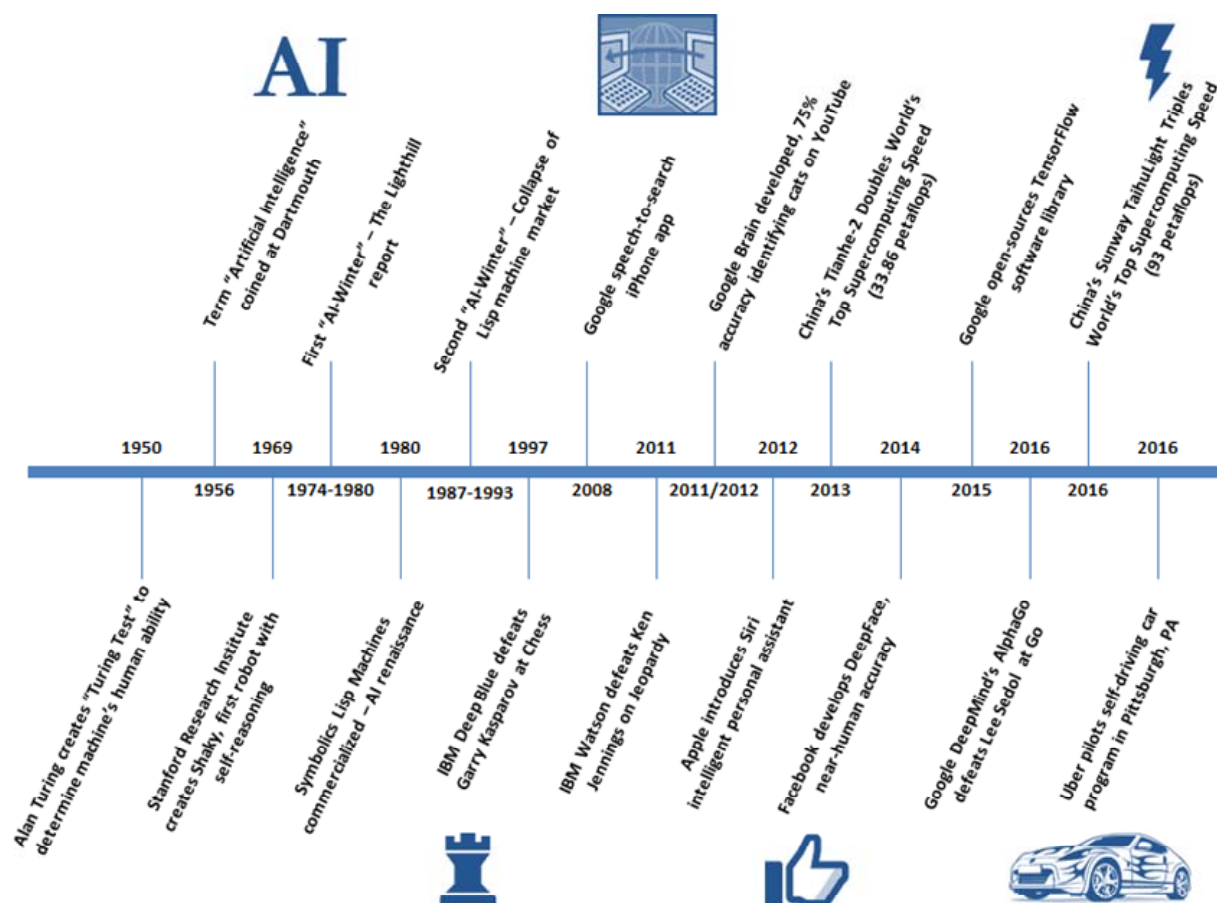 AI
Term “Artificial Intelligence”
coined at Dartmouth
First “AI-Winter” – The Lighthill
report
Second “AI-Winter” – Collapse of
Lisp machine market
Google speech-to-search
iPhone app
Google Brain developed, 75%
accuracy identifying cats on YouTube
China’s Tianhe-2 Doubles World’s
Top Supercomputing Speed
(33.86 petaflops)
Google open-sources TensorFlow
software library
China’s Sunway TaihuLight Triples
World’s Top Supercomputing Speed
(93 petaflops)
1950
1969
1980
1997
2011
2012
2014
2016
2016
1956
1974-1980
1987-1993
2008
2011/2012
2013
2015
2016
Alan Turing creates “Turing Test” to
determine machine’s human ability
Stanford Research Institute
creates Shaky, first robot with
self-reasoning
Symbolics Lisp Machines
commercialized – AI renaissance
IBM DeepBlue defeats
Garry Kasparov at Chess
IBM Watson defeats Ken
Jennings on Jeopardy
Apple introduces Siri
intelligent personal assistant
Facebook develops DeepFace,
near-human accuracy
Google DeepMind’s AlphaGo
defeats Lee Sedol at Go
Uber pilots self-driving car
program in Pittsburgh, PA